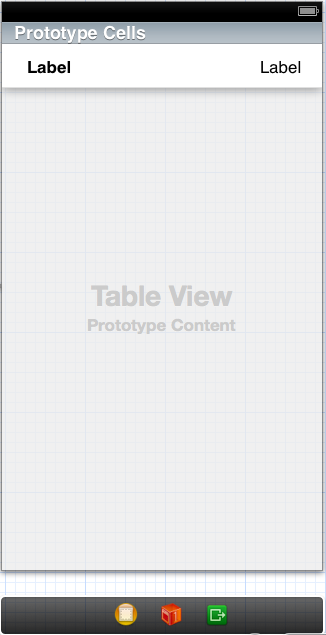 Prototype Cells
Label Label
Table View
Prototype Content